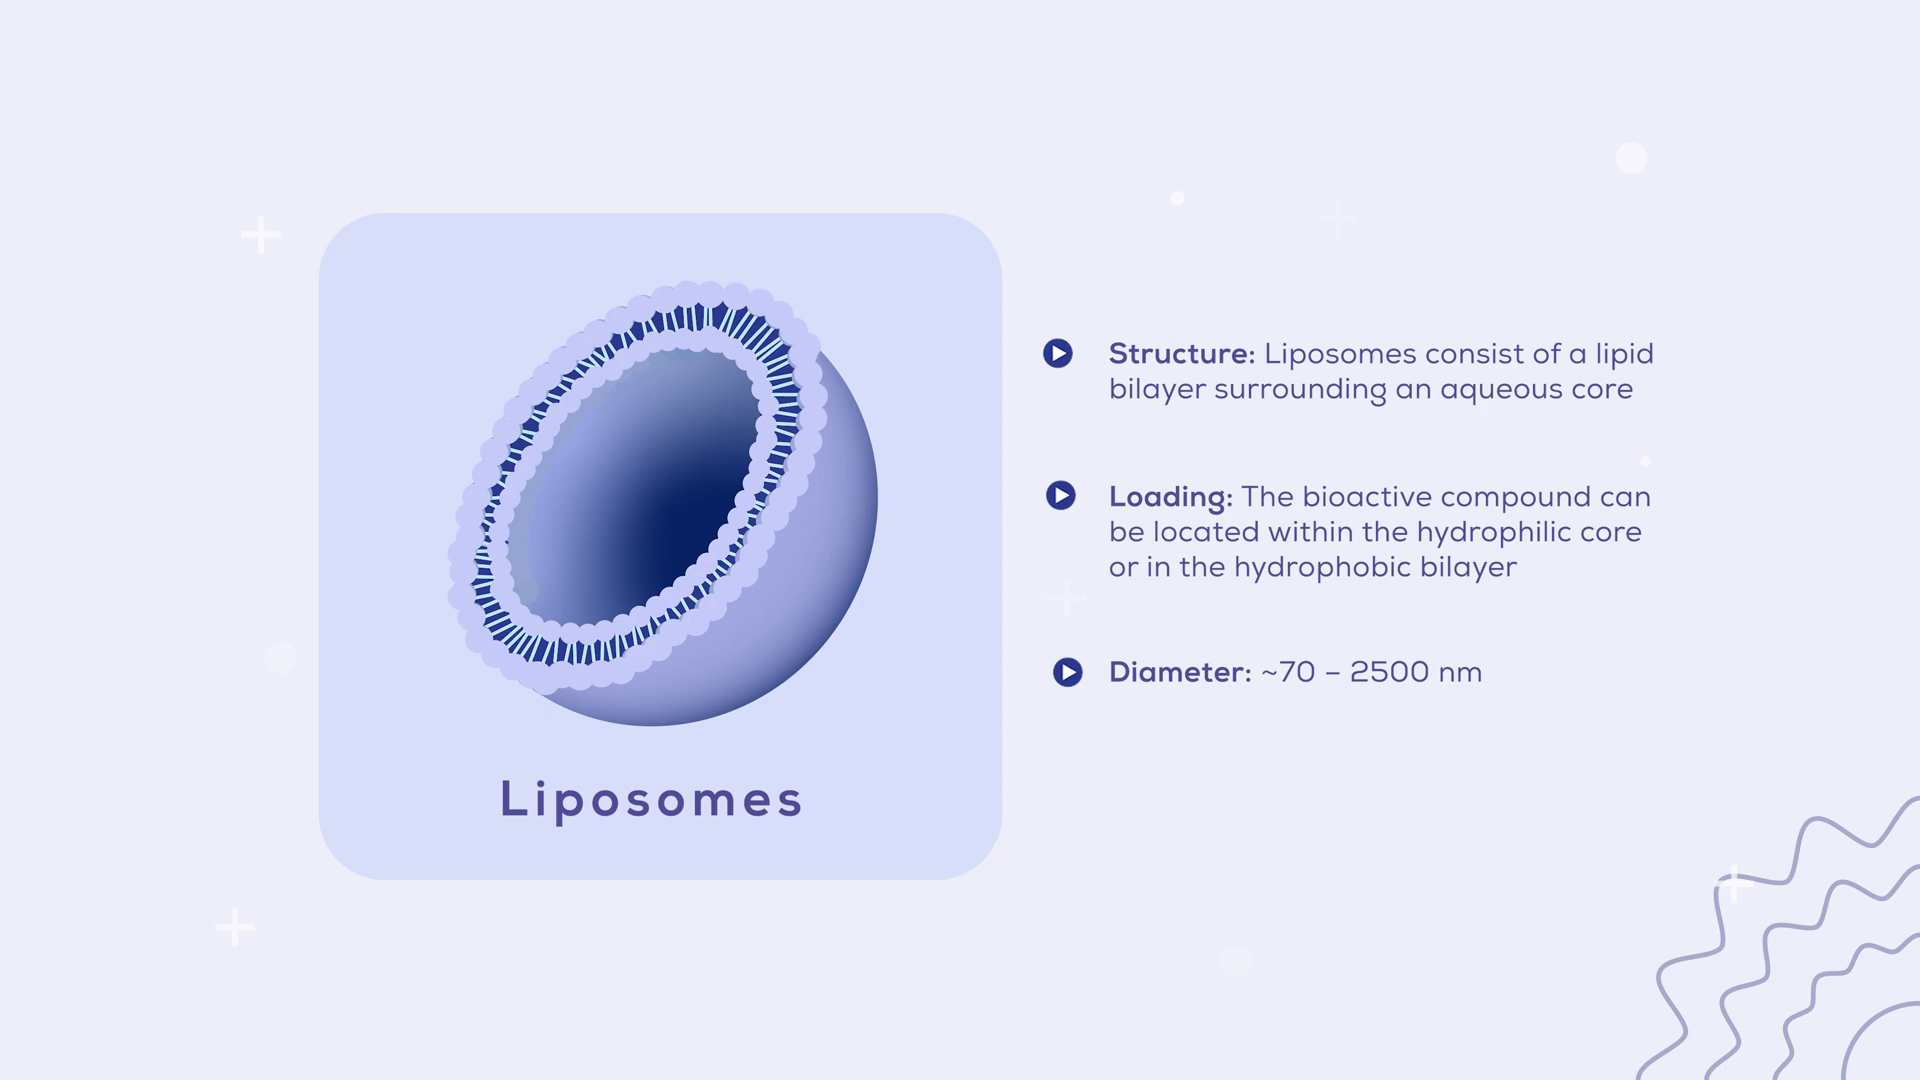 Liposomes
Structure: Liposomes consist of a lipid
bilayer surrounding an aqueous core
Loading: The bioactive compound can
be located within the hydrophilic core
or in the hydrophobic bilayer
Diameter: ~70 – 2500 nm